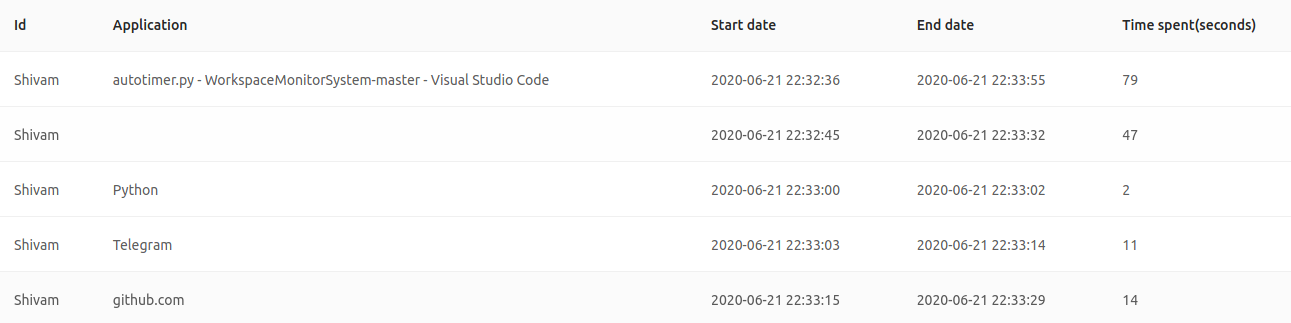 Id Application Start date End date Time spent(seconds)
Shivam autotimer.py - WorkspaceMonitorSystem-master - Visual Studio Code 2020-06-21 22:32:36 2020-06-21 22:33:55 79
Shivam 2020-06-21 22:32:45 2020-06-21 22:33:32 47
Shivam Python 2020-06-21 22:33:00 2020-06-21 22:33:02 2
Shivam Telegram 2020-06-21 22:33:03 2020-06-21 22:33:14 11
Shivam github.com 2020-06-21 22:33:15 2020-06-21 22:33:29 14